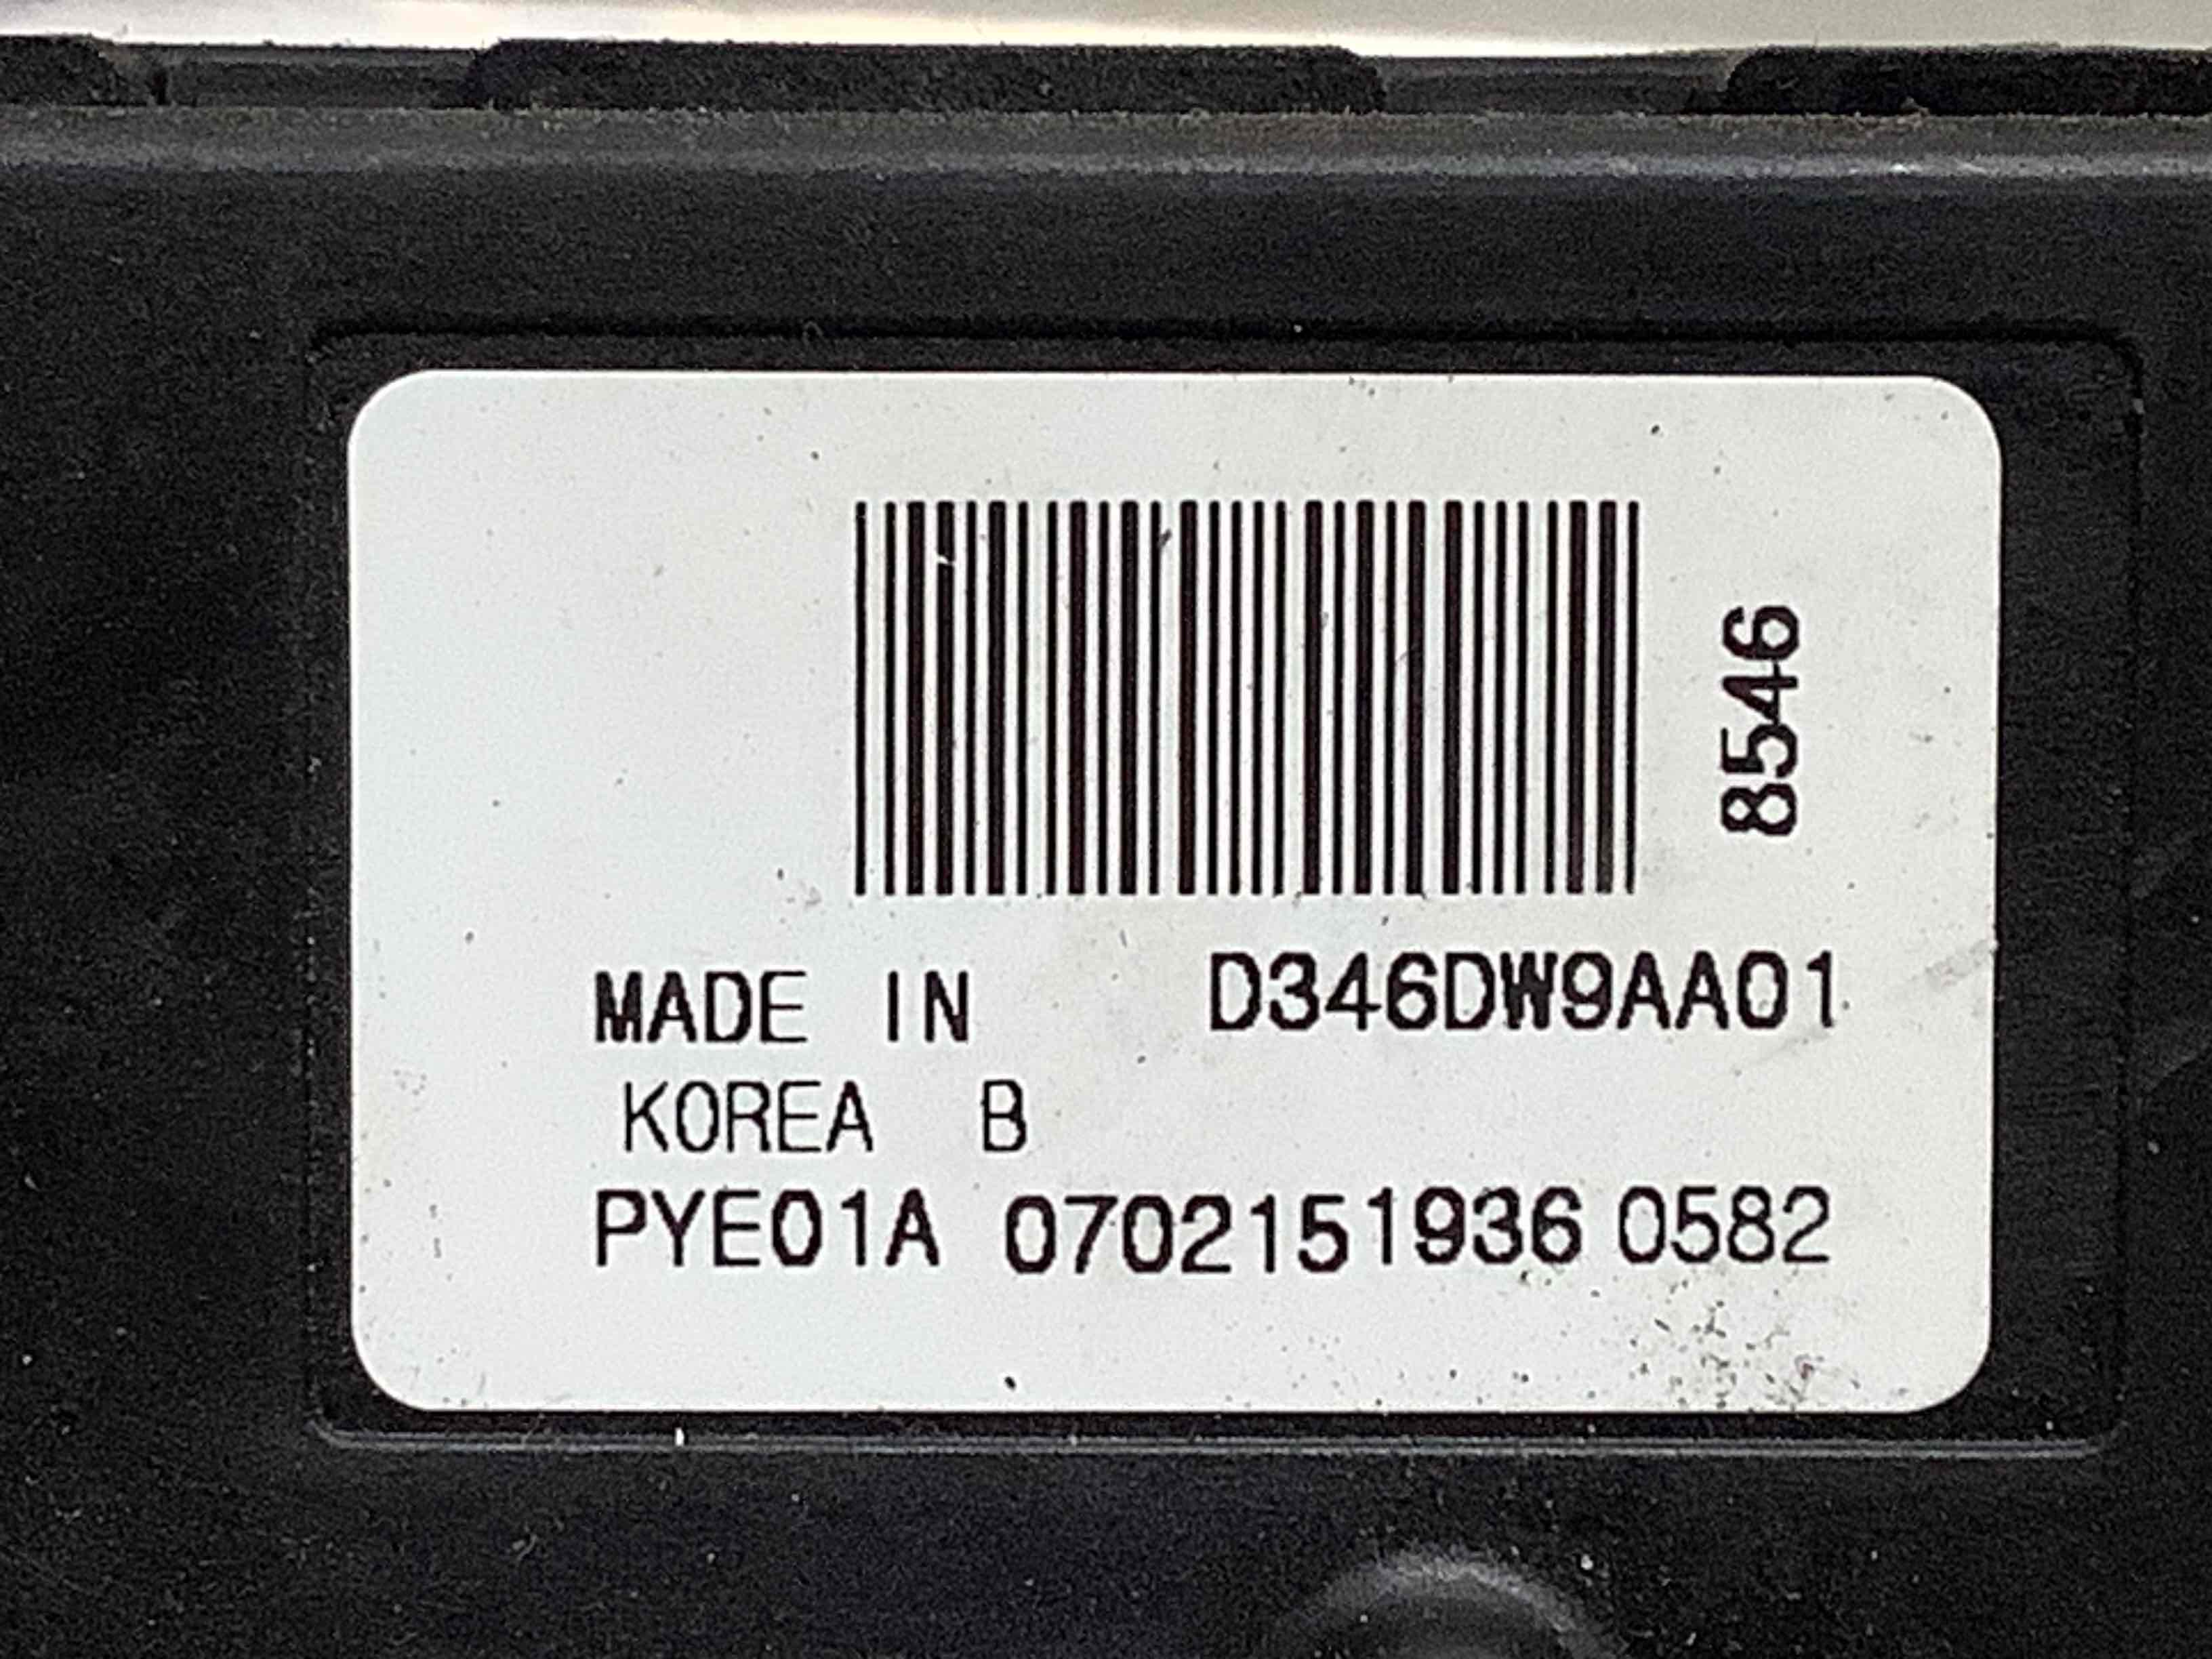 8546
MADE IN D346DW9AA01
KOREA B
PYE01A 0702151936 0582